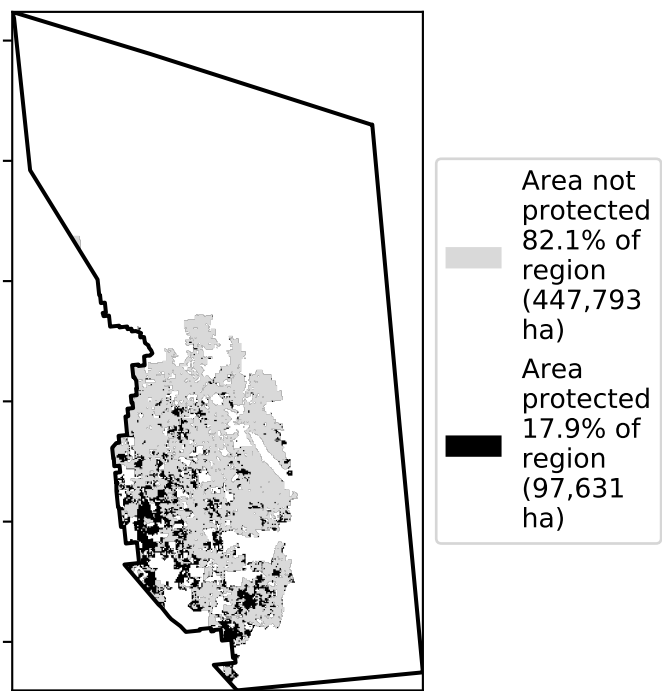 Area not
protected
82.1% of
region
(447,793
ha)
Area
protected
17.9% of
region
(97,631
ha)